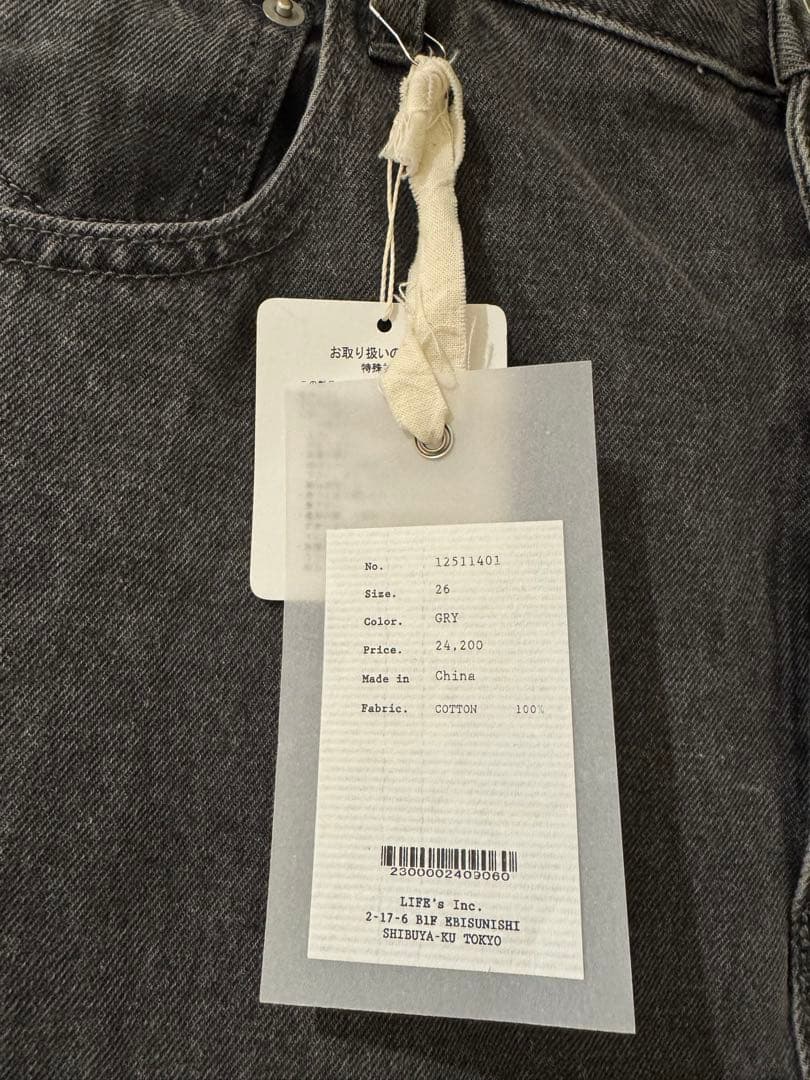 お取り扱いの
特殊
No. 12511401
Size. 26
Color. GRY
Price. 24,200
Made in China
Fabric. COTTON 100%
2300002409060
LIFE's Inc.
2-17-6 B1F EBISUNISHI
SHIBUYA-KU TOKYO